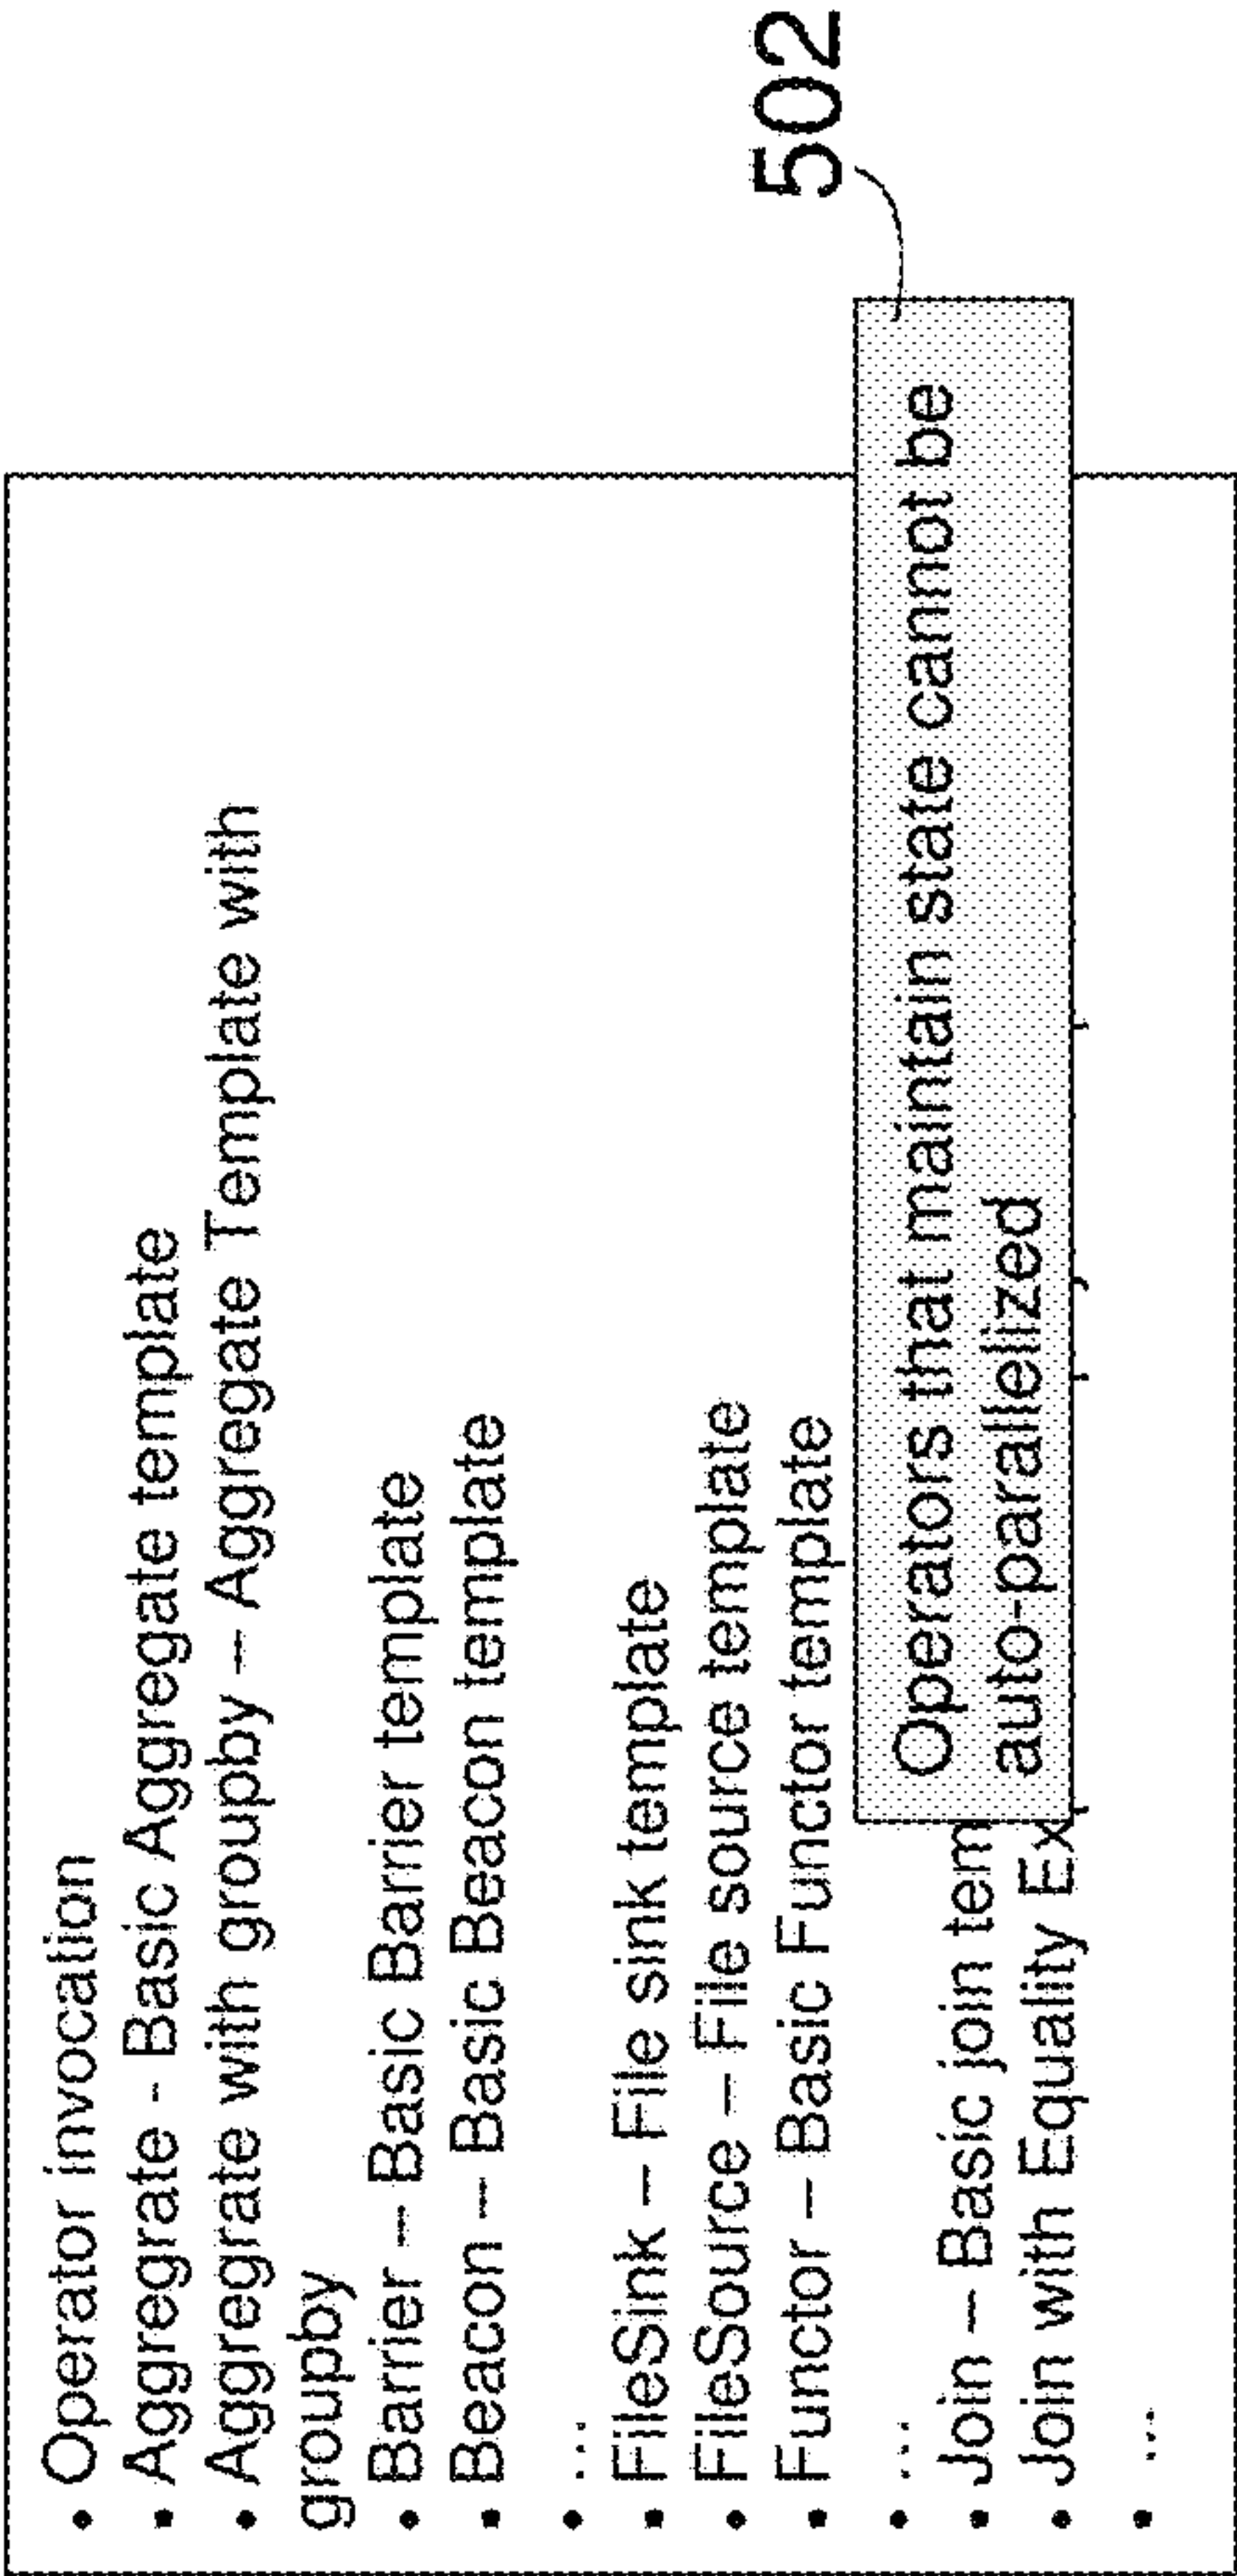 • Operator invocation
• Aggregrate - Basic Aggregate template
• Aggregrate with groupby – Aggregate Template with
groupby
• Barrier – Basic Barrier template
• Beacon – Basic Beacon template
• ...
• FileSink – File sink template
• FileSource – File source template
• Functor – Basic Functor template
• ...
• Join – Basic join tem
• Join with Equality Ex
• ...
Operators that maintain state cannot be
auto-parallelized
502